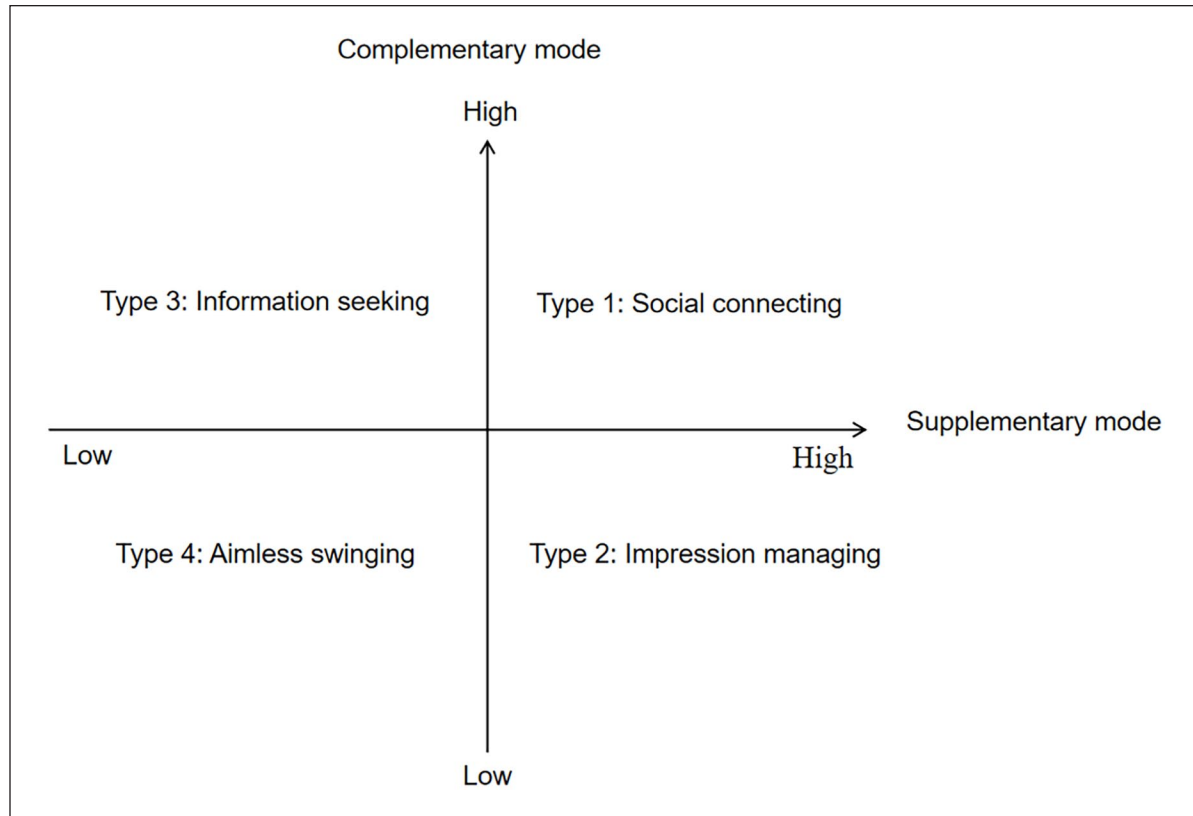 Complementary mode
High
Type 3: Information seeking
Type 1: Social connecting
Supplementary mode
Low
High
Type 4: Aimless swinging
Type 2: Impression managing
Low